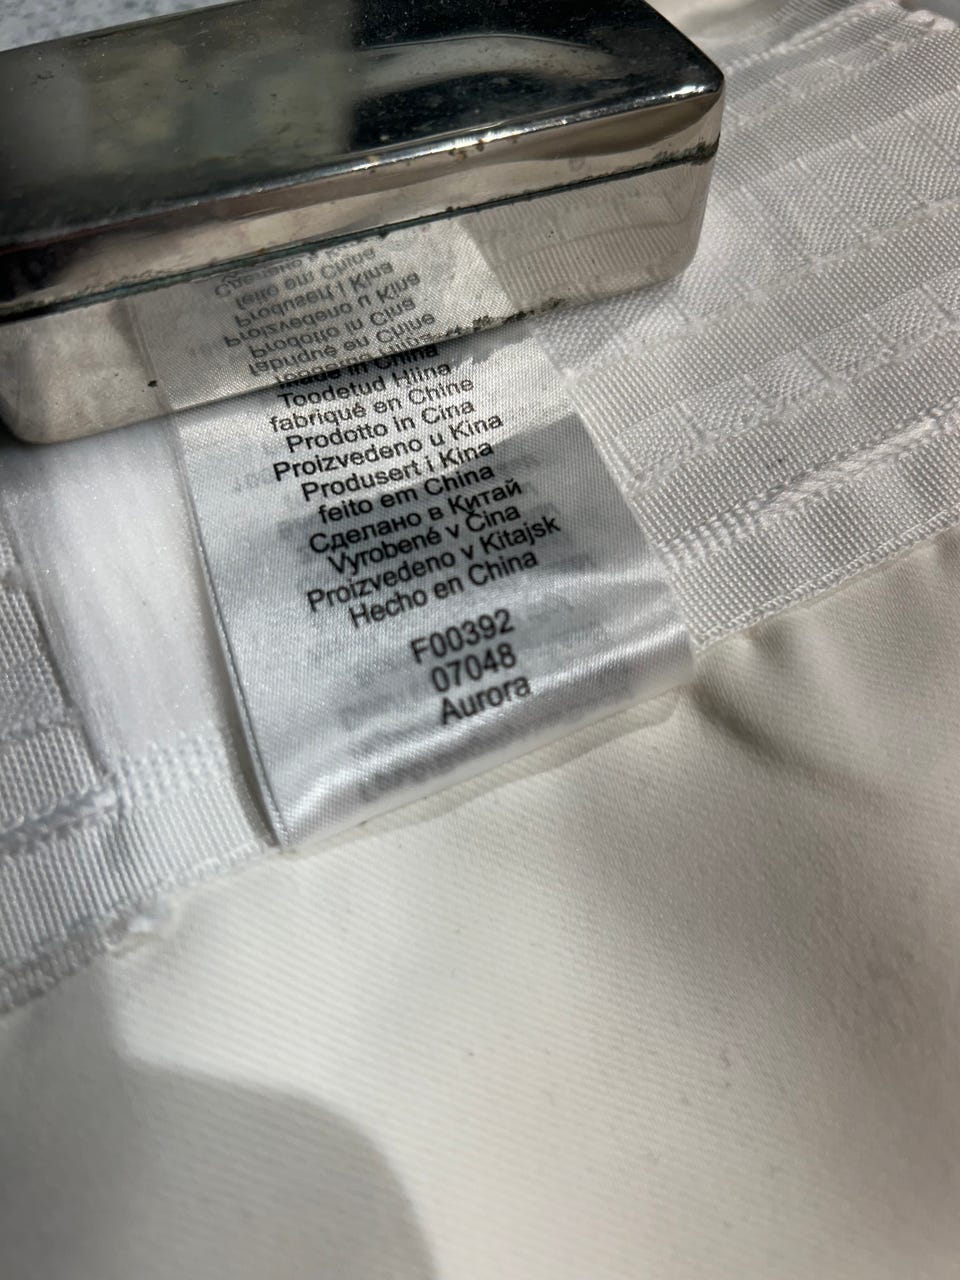 Made in China
Toodetud Hiina
fabriqué en Chine
Prodotto in Cina
Proizvedeno u Kina
Produsert i Kina
feito em China
Сделано в Китай
Vyrobené v Čina
Proizvedeno v Kitajsk
Hecho en China
F00392
07048
Aurora